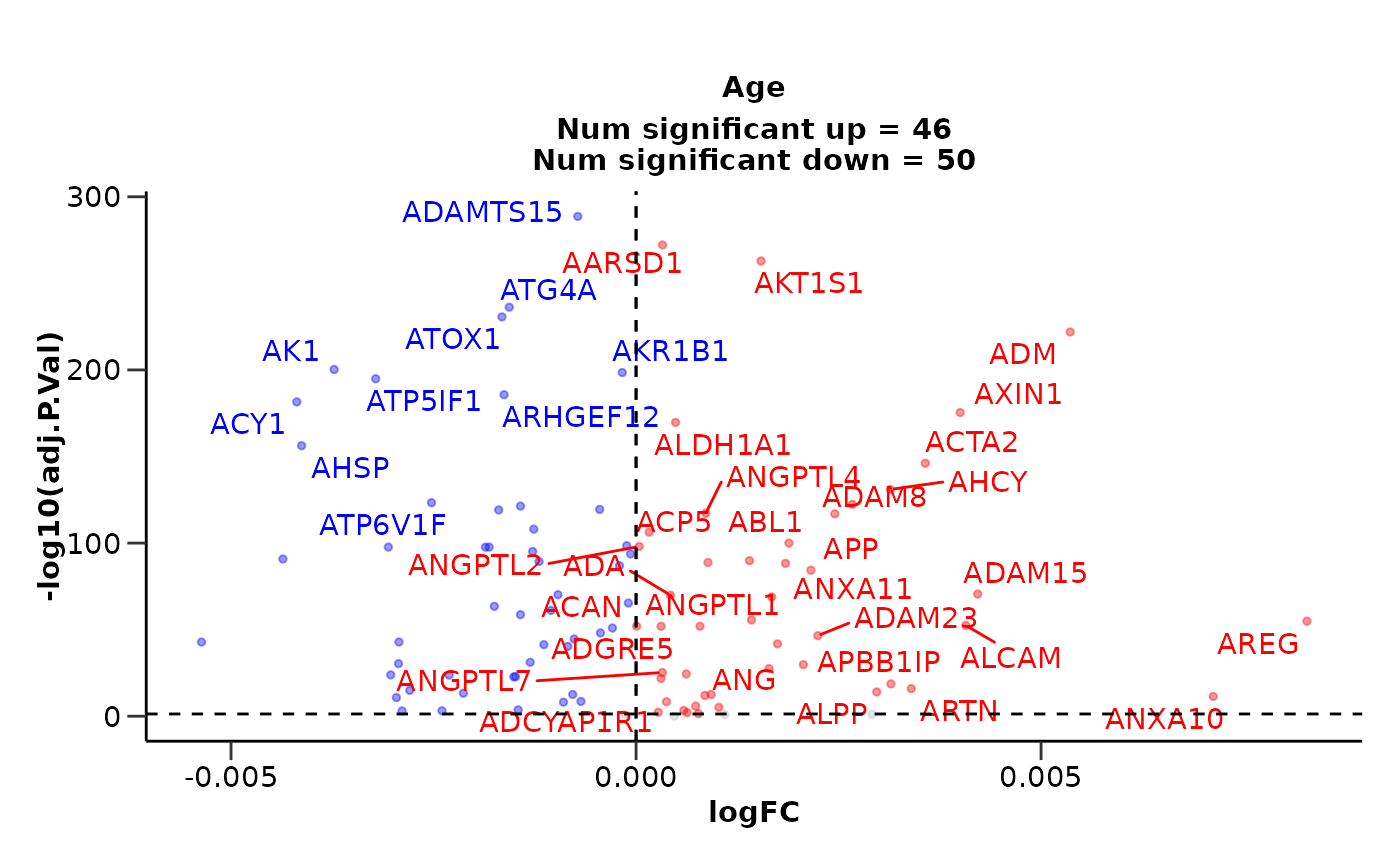 Age
Num significant up = 46
Num significant down = 50
300
200
100
0
-log10(adj.P.Val)
ADAMTS15
AARSD1
AKT1S1
ATG4A
ATOX1
AK1
AKR1B1
ADM
ATP5IF1
AXIN1
ACY1
ARHGEF12
ALDH1A1
ACTA2
AHSP
ANGPTL4
AHCY
ADAM8
ATP6V1F
ACP5
ABL1
APP
ANGPTL2
ADA
ADAM15
ANXA11
ACAN
ANGPTL1
ADAM23
AREG
ADGRE5
APBB1IP
ALCAM
ANGPTL7
ANG
ALPP
ARTN
ANXA10
ADCYAP1R1
-0.005
0.000
0.005
logFC